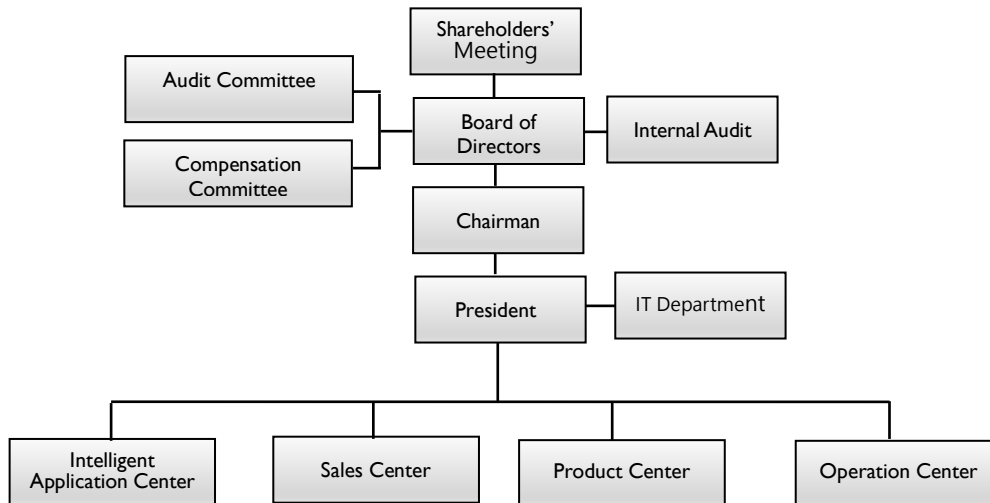 Shareholders'
Meeting
Audit Committee
Board of
Directors
Internal Audit
Compensation
Committee
Chairman
President
IT Department
Intelligent
Application Center
Sales Center
Product Center
Operation Center